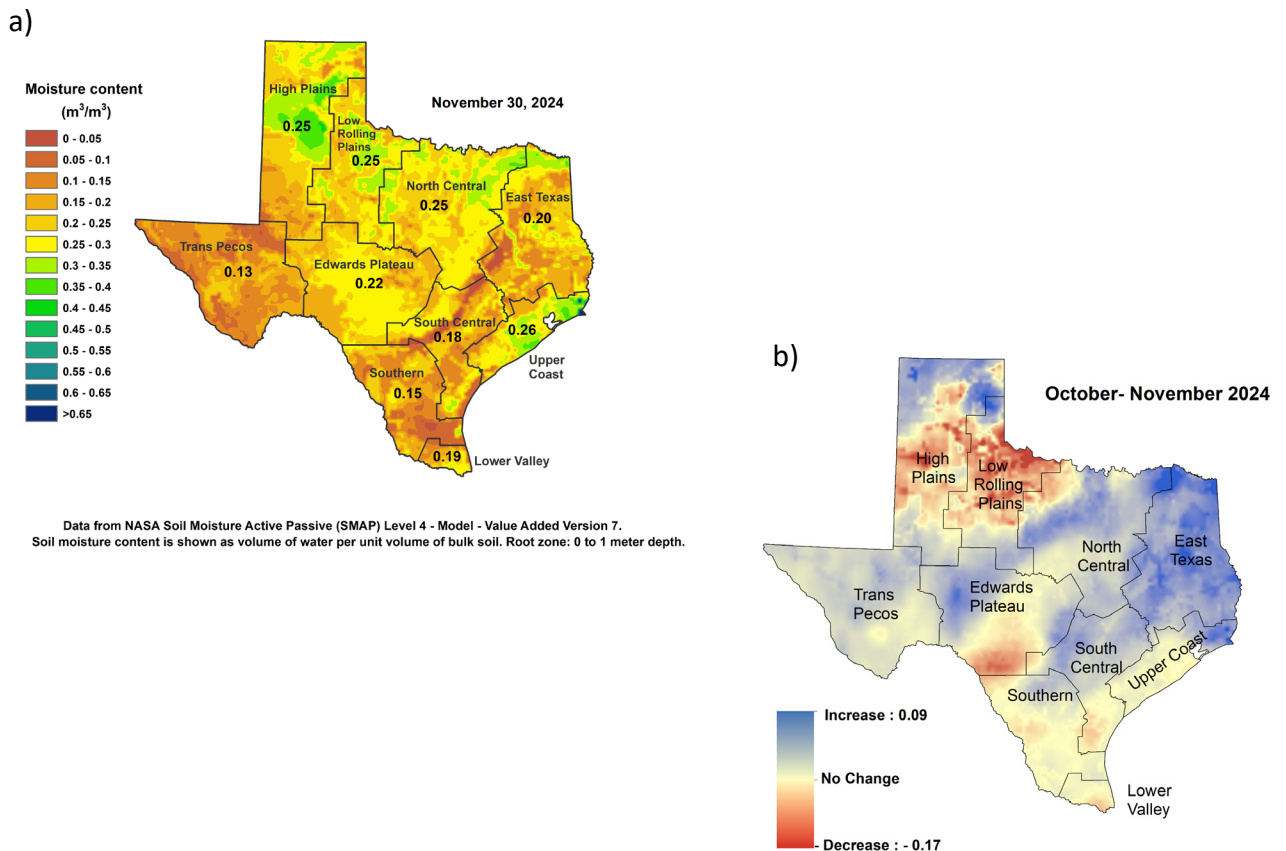 a)
Moisture content
(m³/m³)
0 - 0.05
0.05 - 0.1
0.1 - 0.15
0.15 - 0.2
0.2 - 0.25
0.25 - 0.3
0.3 - 0.35
0.35 - 0.4
0.4 - 0.45
0.45 - 0.5
0.5 - 0.55
0.55 - 0.6
0.6 - 0.65
>0.65
November 30, 2024
High Plains
0.25
Low
Rolling
Plains
0.25
North Central
0.25
East Texas
0.20
Trans Pecos
0.13
Edwards Plateau
0.22
South Central
0.18
0.26
Upper
Coast
Southern
0.15
0.19
Lower Valley
Data from NASA Soil Moisture Active Passive (SMAP) Level 4 - Model - Value Added Version 7.
Soil moisture content is shown as volume of water per unit volume of bulk soil. Root zone: 0 to 1 meter depth.
b)
October- November 2024
High
Plains
Low
Rolling
Plains
North
Central
East
Texas
Trans
Pecos
Edwards
Plateau
South
Central
Upper Coast
Southern
Lower
Valley
Increase : 0.09
No Change
Decrease : - 0.17